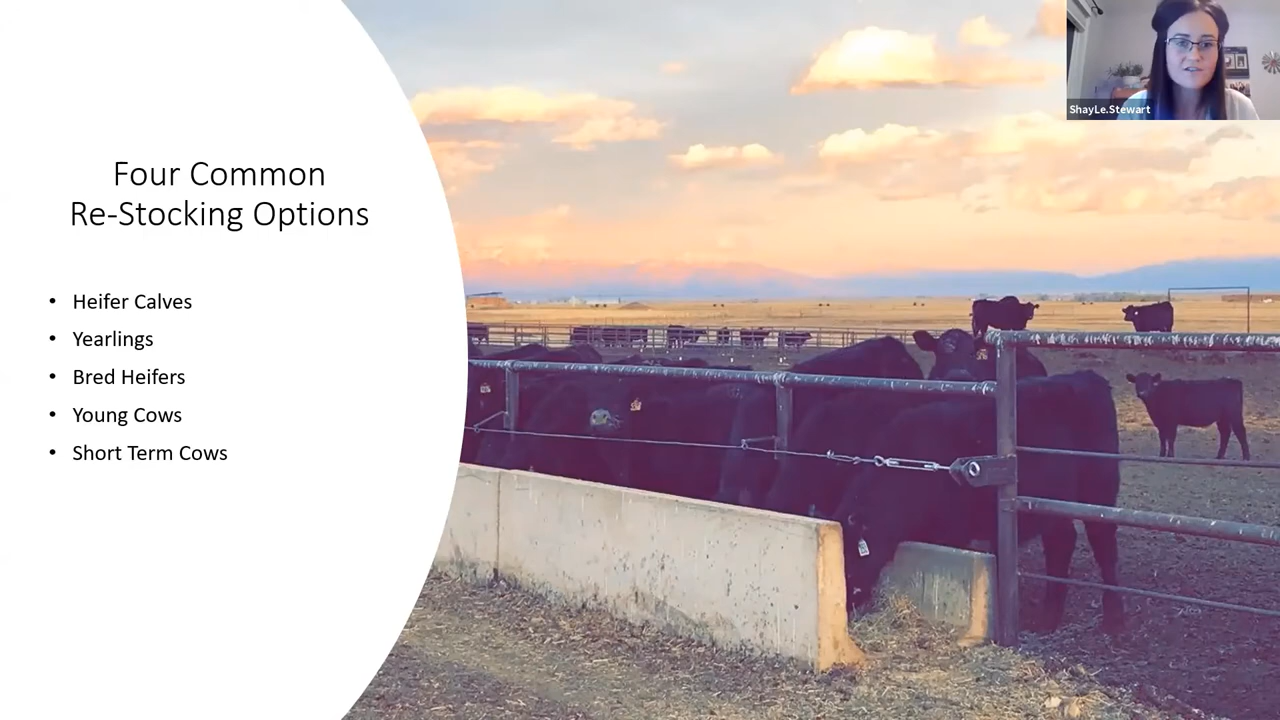 ShayLe.Stewart
Four Common
Re-Stocking Options
• Heifer Calves
• Yearlings
• Bred Heifers
• Young Cows
• Short Term Cows